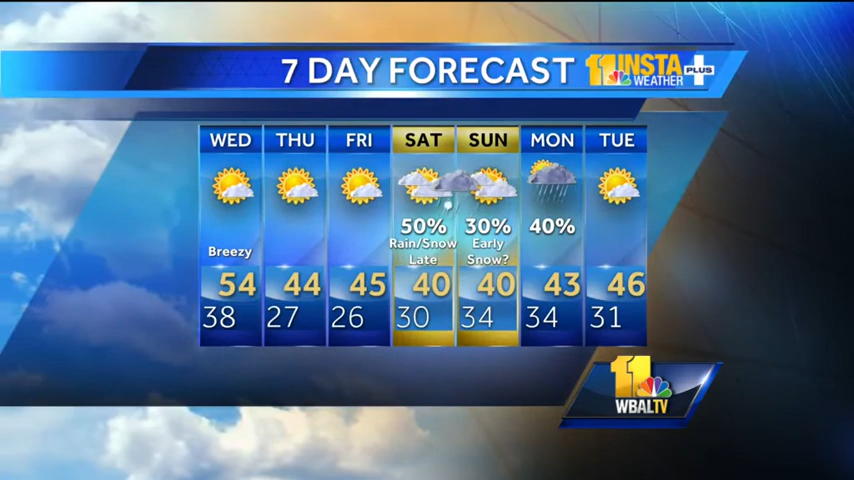 7 DAY FORECAST 11 INSTA WEATHER PLUS
WED THU FRI SAT SUN MON TUE
50% 30% 40%
Breezy Rain/Snow Early
Late Snow?
54 44 45 40 40 43 46
38 27 26 30 34 34 31
11
WBALTV